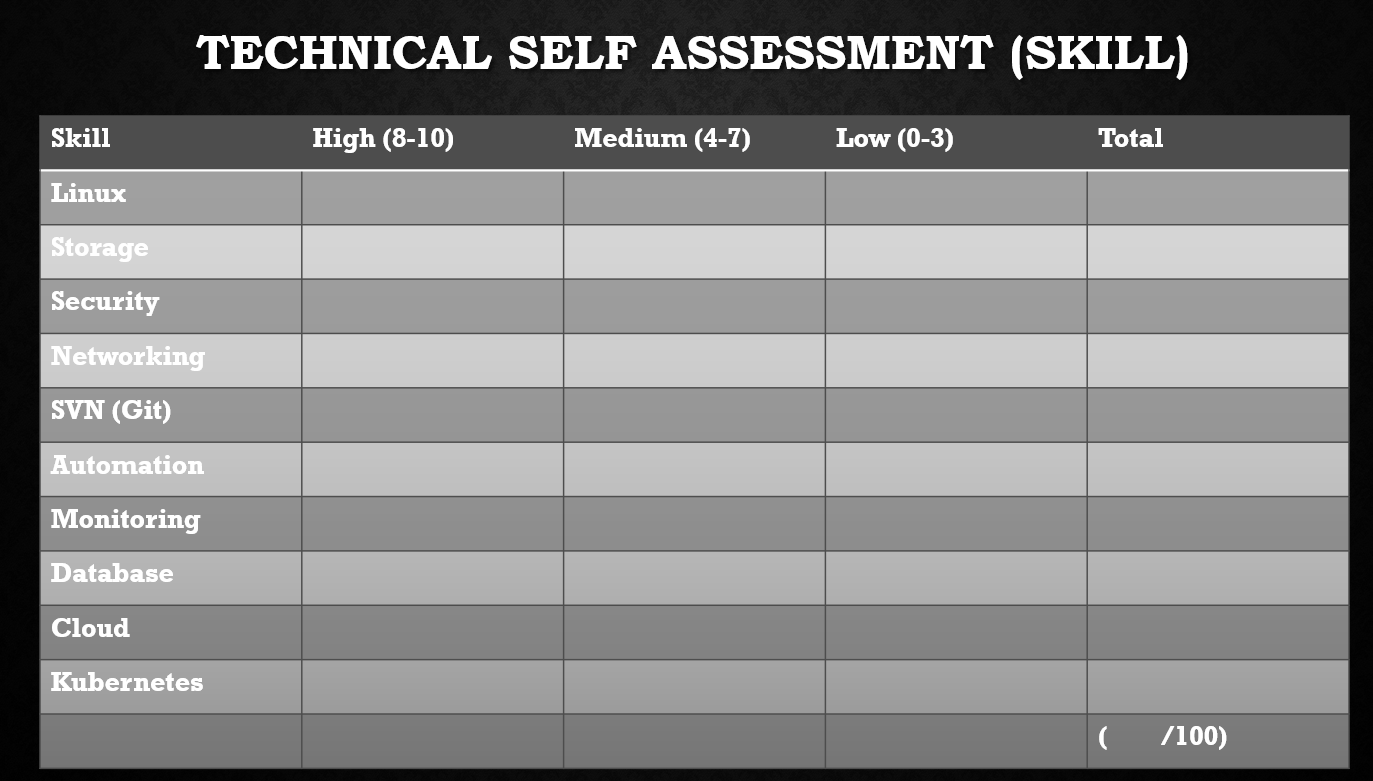 TECHNICAL SELF ASSESSMENT (SKILL)
Skill High (8-10) Medium (4-7) Low (0-3) Total
Linux
Storage
Security
Networking
SVN (Git)
Automation
Monitoring
Database
Cloud
Kubernetes
( /100)